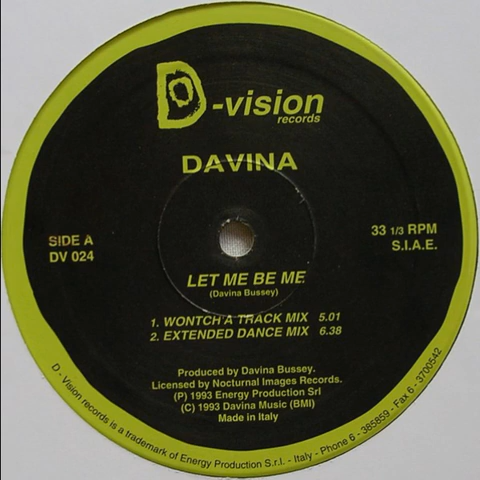 D-vision
records
DAVINA
SIDE A
DV 024
33 1/3 RPM
S.I.A.E.
LET ME BE ME
(Davina Bussey)
1. WONTCH'A TRACK MIX 5.01
2. EXTENDED DANCE MIX 6.38
Produced by Davina Bussey.
Licensed by Nocturnal Images Records.
(P) 1993 Energy Production Srl
(C) 1993 Davina Music (BMI)
Made in Italy
D - Vision records is a trademark of Energy Production S.r.l. - Italy - Phone 6 - 385859 - Fax 6 - 3700542